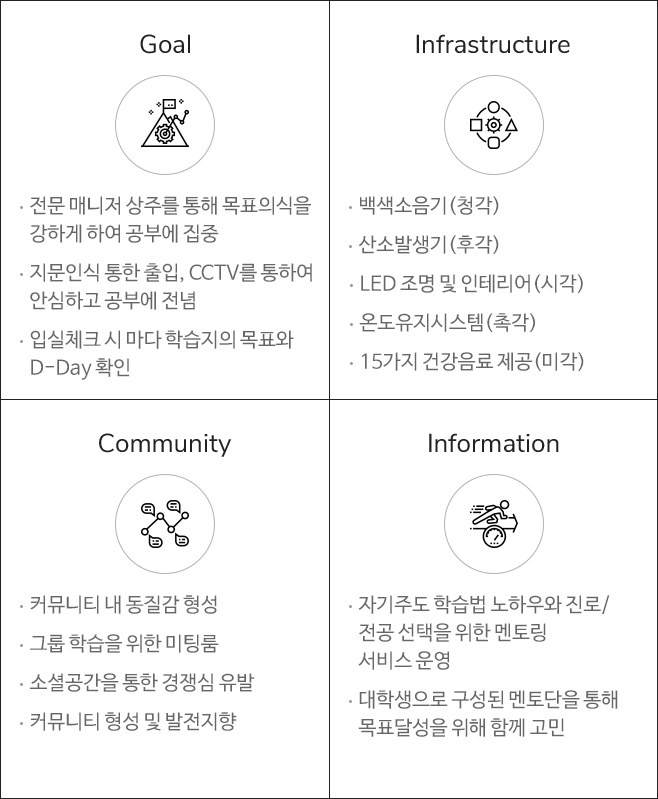 Goal
· 전문 매니저 상주를 통해 목표의식을
강하게 하여 공부에 집중
· 지문인식 통한 출입, CCTV를 통하여
안심하고 공부에 전념
· 입실체크 시 마다 학습지의 목표와
D-Day 확인
Infrastructure
· 백색소음기(청각)
· 산소발생기(후각)
· LED 조명 및 인테리어(시각)
· 온도유지시스템(촉각)
· 15가지 건강음료 제공(미각)
Community
· 커뮤니티 내 동질감 형성
· 그룹 학습을 위한 미팅룸
· 소셜공간을 통한 경쟁심 유발
· 커뮤니티 형성 및 발전지향
Information
· 자기주도 학습법 노하우와 진로/
전공 선택을 위한 멘토링
서비스 운영
· 대학생으로 구성된 멘토단을 통해
목표달성을 위해 함께 고민